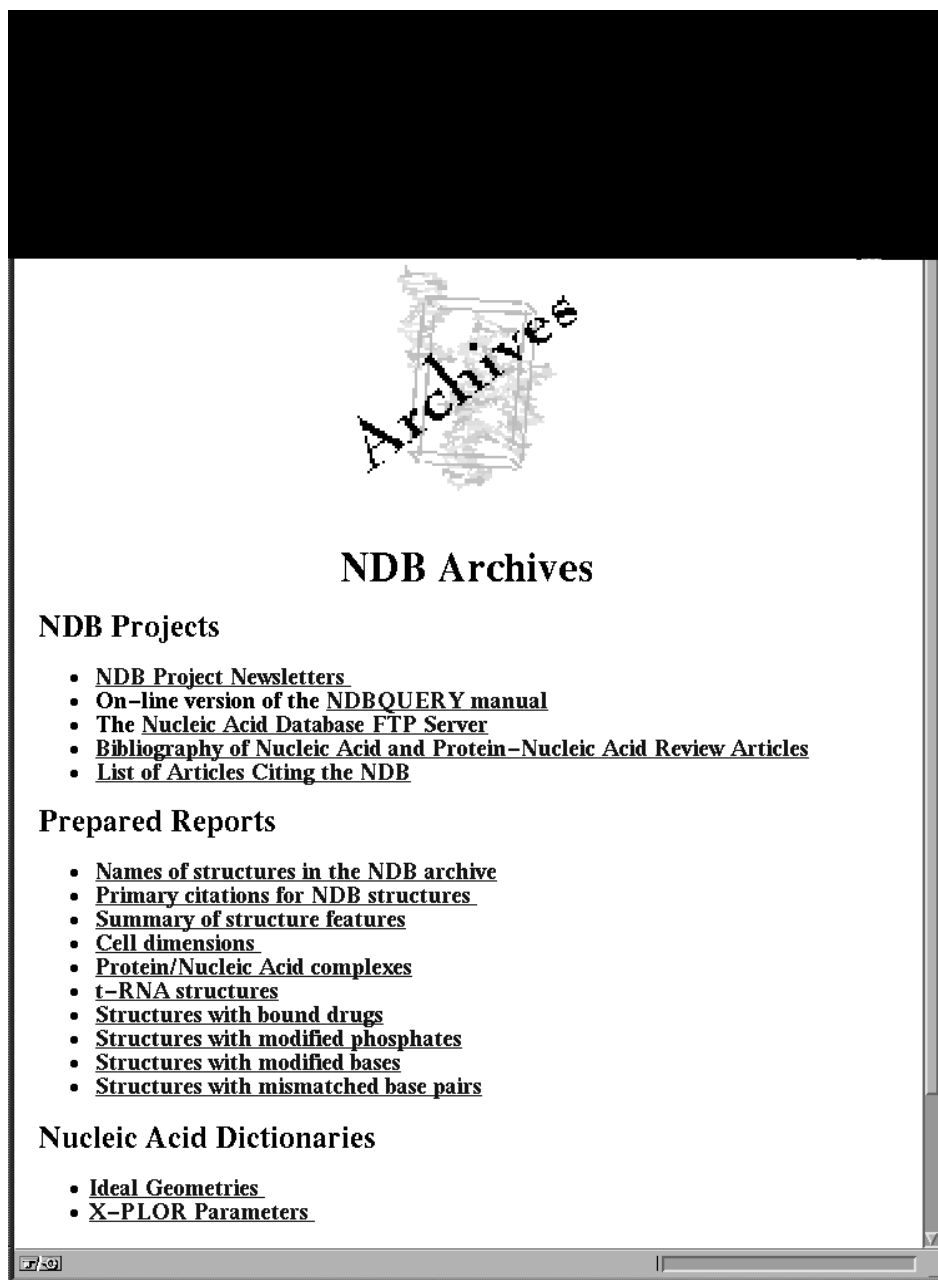 Archives
NDB Archives
NDB Projects
• NDB Project Newsletters
• On-line version of the NDBQUERY manual
• The Nucleic Acid Database FTP Server
• Bibliography of Nucleic Acid and Protein-Nucleic Acid Review Articles
• List of Articles Citing the NDB
Prepared Reports
• Names of structures in the NDB archive
• Primary citations for NDB structures
• Summary of structure features
• Cell dimensions
• Protein/Nucleic Acid complexes
• t-RNA structures
• Structures with bound drugs
• Structures with modified phosphates
• Structures with modified bases
• Structures with mismatched base pairs
Nucleic Acid Dictionaries
• Ideal Geometries
• X-PLOR Parameters